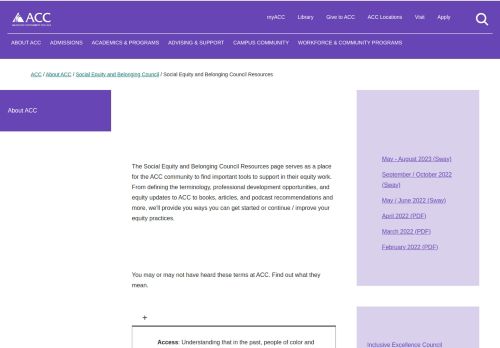 ACC
myACC
Library
Give to ACC
ACC Locations
Visit
Apply
ABOUT ACC
ADMISSIONS
ACADEMICS & PROGRAMS
ADVISING & SUPPORT
CAMPUS COMMUNITY
WORKFORCE & COMMUNITY PROGRAMS
ACC / About ACC / Social Equity and Belonging Council / Social Equity and Belonging Council Resources
About ACC
The Social Equity and Belonging Council Resources page serves as a place
for the ACC community to find important tools to support in their equity work.
From defining the terminology, professional development opportunities, and
equity updates to ACC to books, articles, and podcast recommendations and
more, we'll provide you ways you can get started or continue / improve your
equity practices.
You may or may not have heard these terms at ACC. Find out what they
mean.
+
Access: Understanding that in the past, people of color and
May - August 2023 (Sway)
September / October 2022
(Sway)
May / June 2022 (Sway)
April 2022 (PDF)
March 2022 (PDF)
February 2022 (PDF)
Inclusive Excellence Council